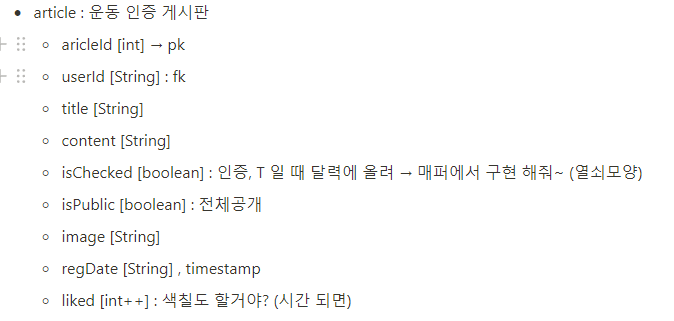 article : 운동 인증 게시판
aricleId [int] → pk
userId [String] : fk
title [String]
content [String]
isChecked [boolean] : 인증, T 일 때 달력에 올려 → 매퍼에서 구현 해줘~ (열쇠모양)
isPublic [boolean] : 전체공개
image [String]
regDate [String] , timestamp
liked [int++] : 색칠도 할거야? (시간 되면)